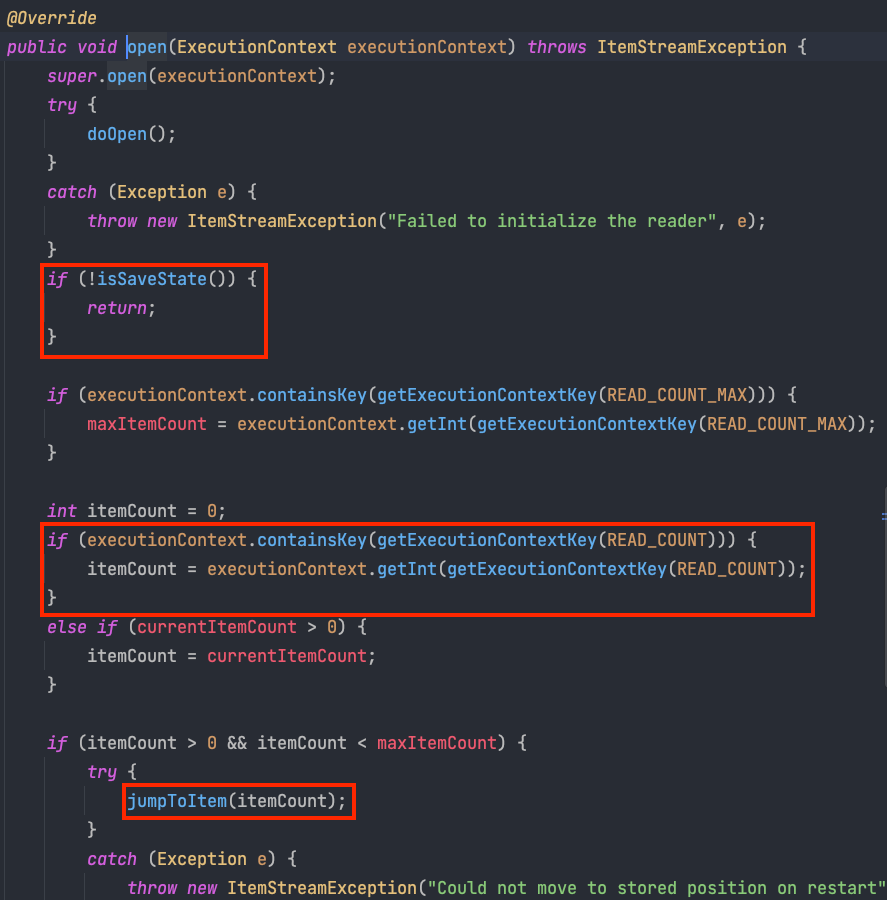 @Override
public void open(ExecutionContext executionContext) throws ItemStreamException {
super.open(executionContext);
try {
doOpen();
}
catch (Exception e) {
throw new ItemStreamException("Failed to initialize the reader", e);
}
if (!isSaveState()) {
return;
}
if (executionContext.containsKey(getExecutionContextKey(READ_COUNT_MAX))) {
maxItemCount = executionContext.getInt(getExecutionContextKey(READ_COUNT_MAX));
}
int itemCount = 0;
if (executionContext.containsKey(getExecutionContextKey(READ_COUNT))) {
itemCount = executionContext.getInt(getExecutionContextKey(READ_COUNT));
}
else if (currentItemCount > 0) {
itemCount = currentItemCount;
}
if (itemCount > 0 && itemCount < maxItemCount) {
try {
jumpToItem(itemCount);
}
catch (Exception e) {
throw new ItemStreamException("Could not move to stored position on restart"